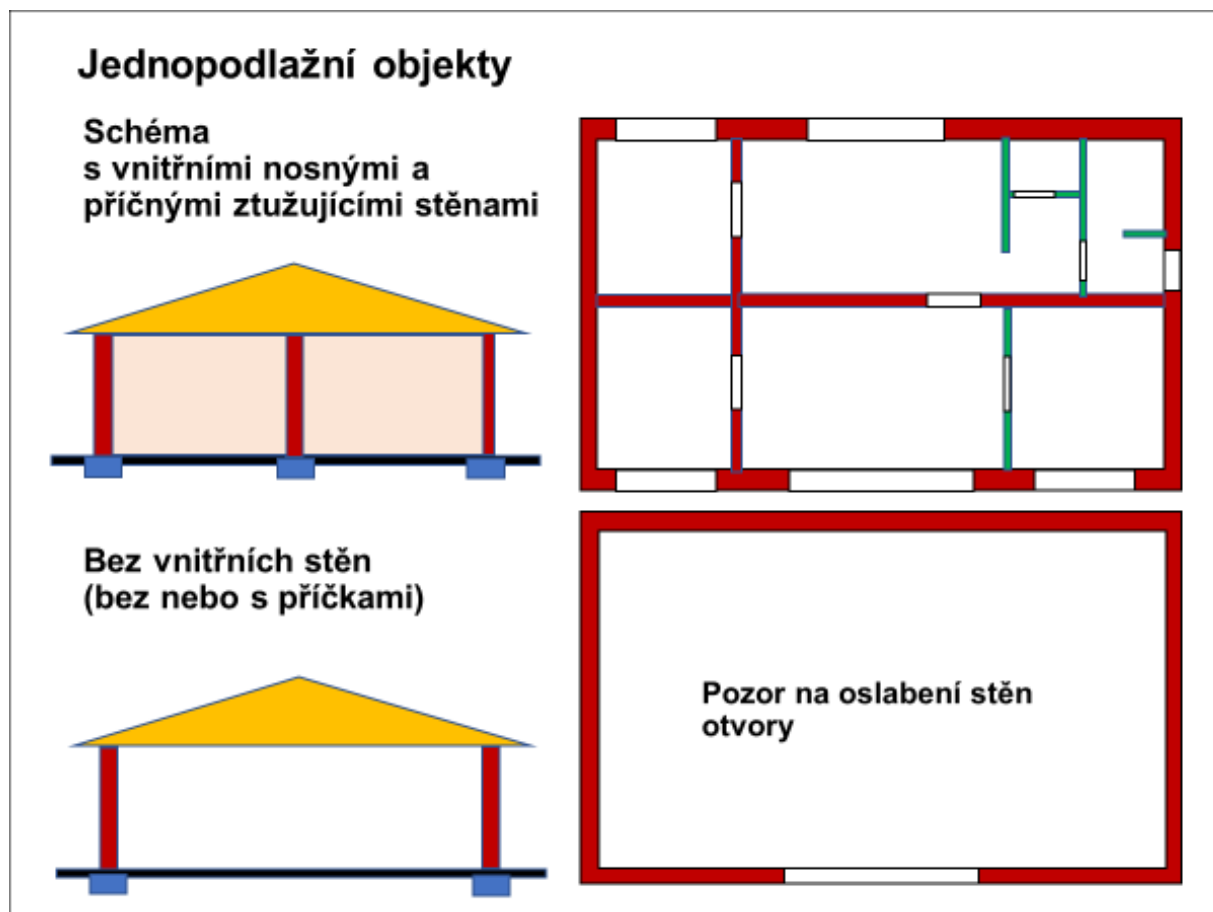 Jednopodlažní objekty
Schéma
s vnitřními nosnými a
příčnými ztužujícími stěnami
Bez vnitřních stěn
(bez nebo s příčkami)
Pozor na oslabení stěn
otvory